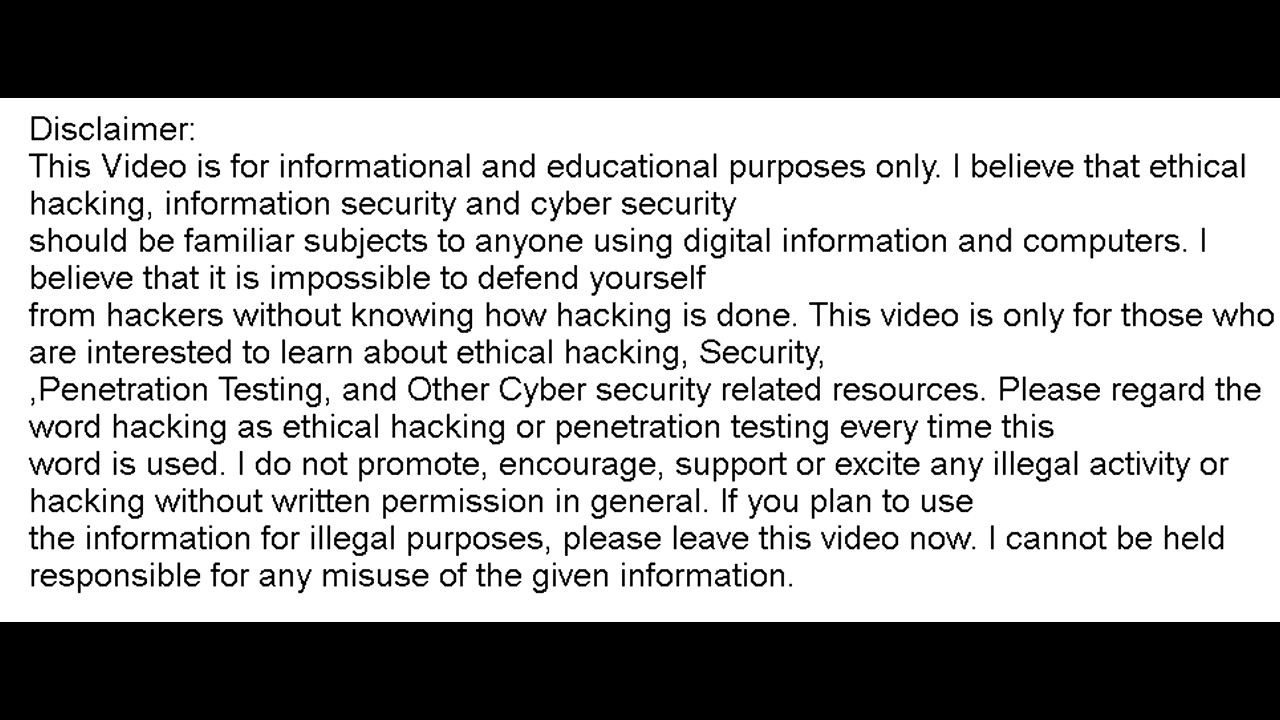 Disclaimer:
This Video is for informational and educational purposes only. I believe that ethical
hacking, information security and cyber security
should be familiar subjects to anyone using digital information and computers. I
believe that it is impossible to defend yourself
from hackers without knowing how hacking is done. This video is only for those who
are interested to learn about ethical hacking, Security,
,Penetration Testing, and Other Cyber security related resources. Please regard the
word hacking as ethical hacking or penetration testing every time this
word is used. I do not promote, encourage, support or excite any illegal activity or
hacking without written permission in general. If you plan to use
the information for illegal purposes, please leave this video now. I cannot be held
responsible for any misuse of the given information.